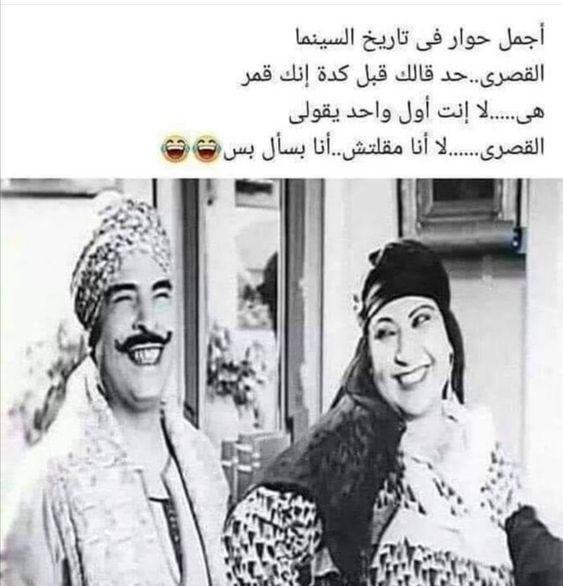 أجمل حوار فى تاريخ السينما
القصرى..حد قالك قبل كدة إنك قمر
هى.....لا إنت أول واحد يقولى
القصرى......لا أنا مقلتش..أنا بسأل بس😂😂